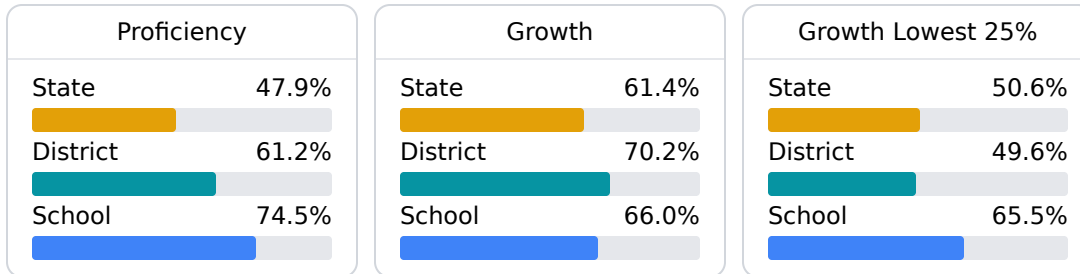 Proficiency
State 47.9%
District 61.2%
School 74.5%
Growth
State 61.4%
District 70.2%
School 66.0%
Growth Lowest 25%
State 50.6%
District 49.6%
School 65.5%